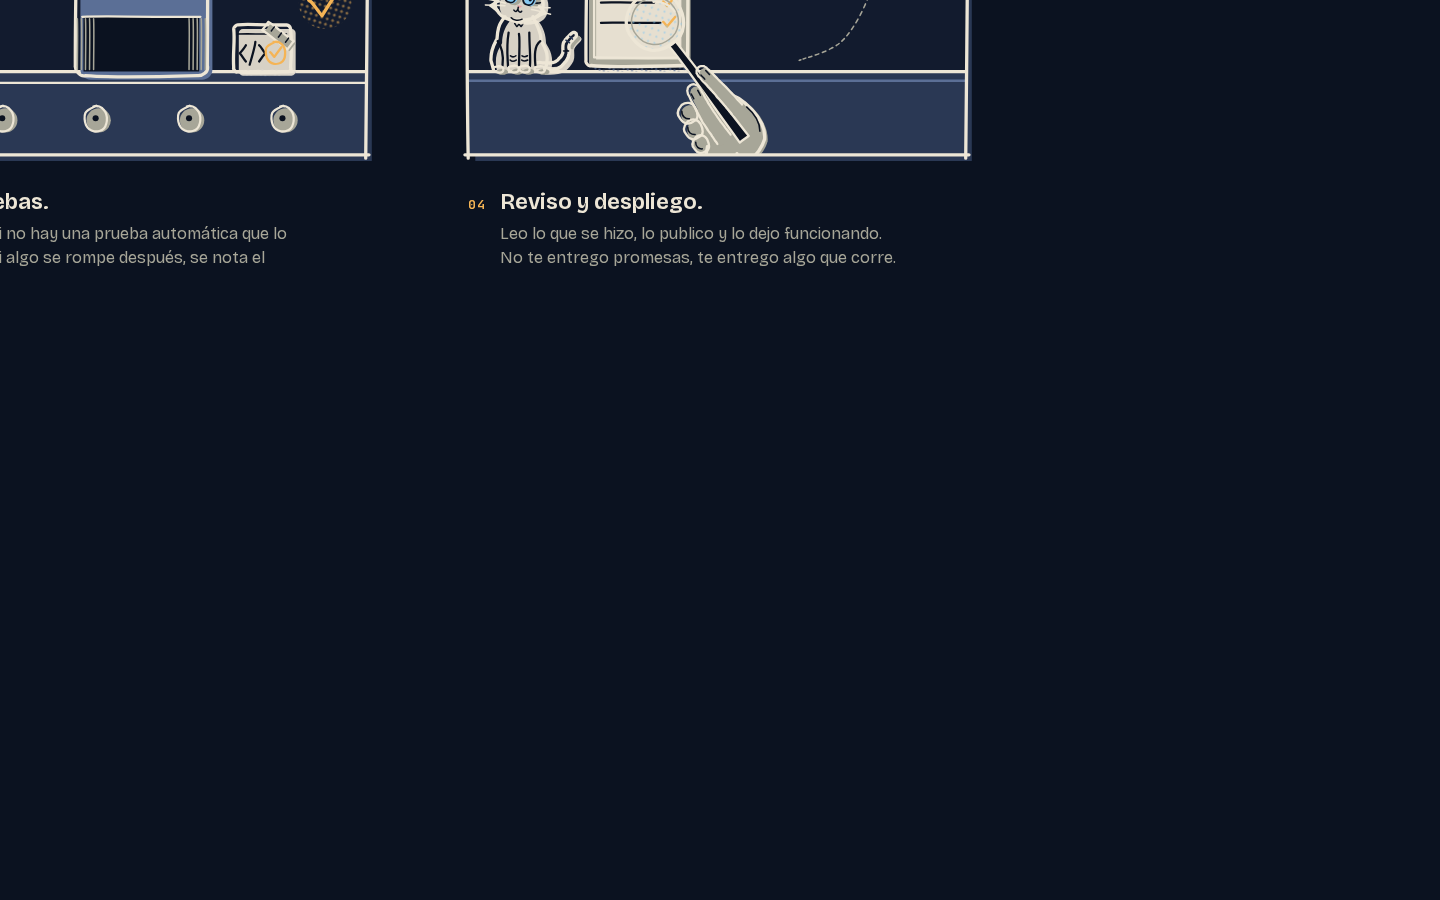 </>
ebas.
i no hay una prueba automática que lo
i algo se rompe después, se nota el
04 Reviso y despliego.
Leo lo que se hizo, lo publico y lo dejo funcionando.
No te entrego promesas, te entrego algo que corre.